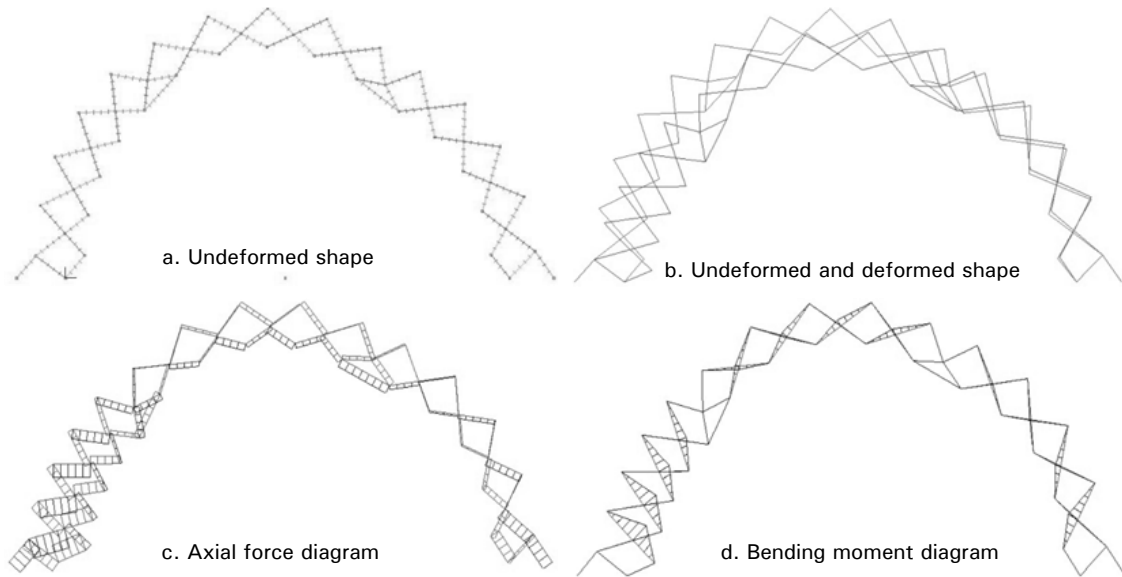 a. Undeformed shape
b. Undeformed and deformed shape
c. Axial force diagram
d. Bending moment diagram